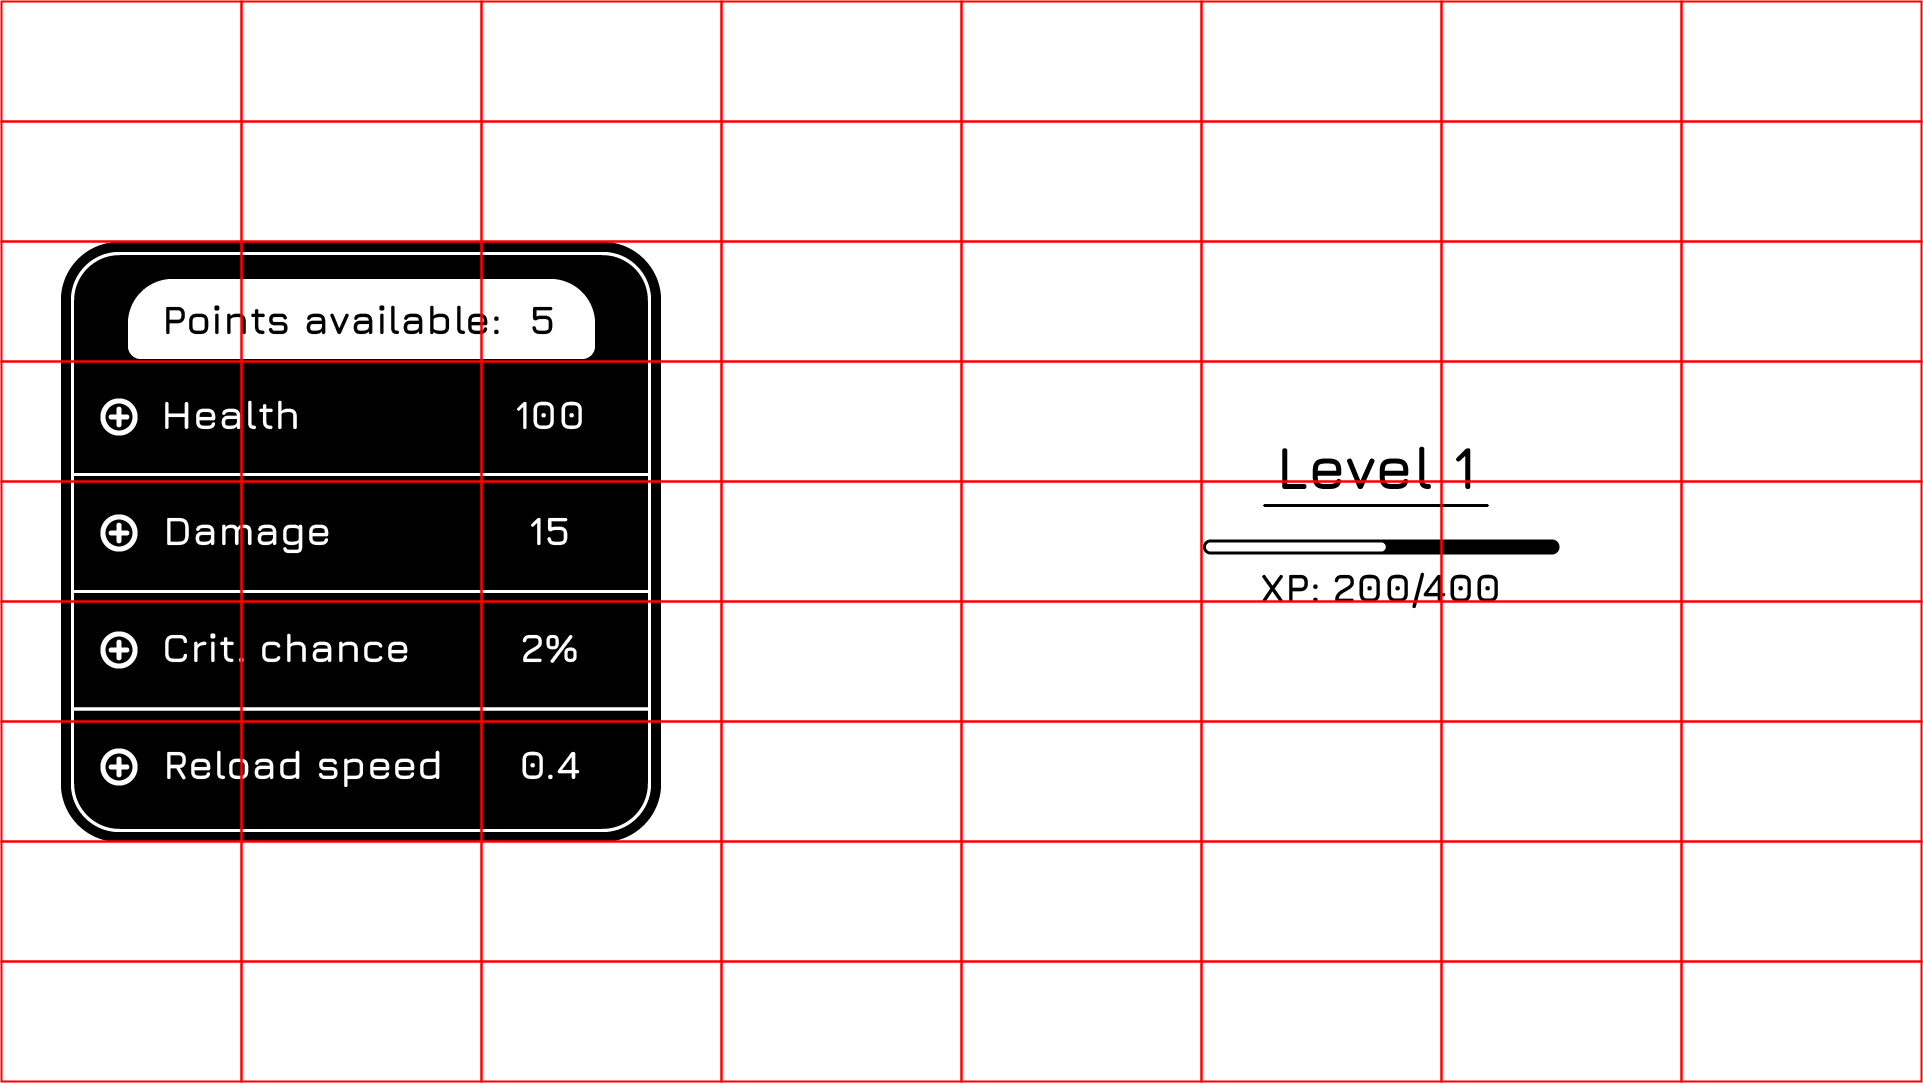 Points available: 5
Health 100
Damage 15
Crit. chance 2%
Reload speed 0.4
Level 1
XP: 200/400